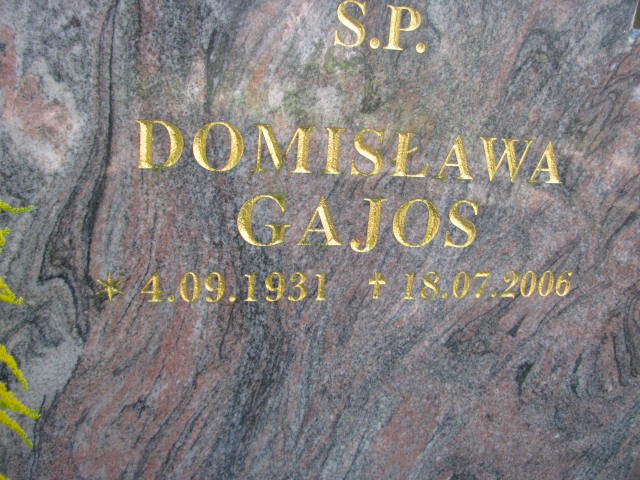 S.P.
DOMISŁAWA
GAJOS
* 4.09.1931 † 18.07.2006